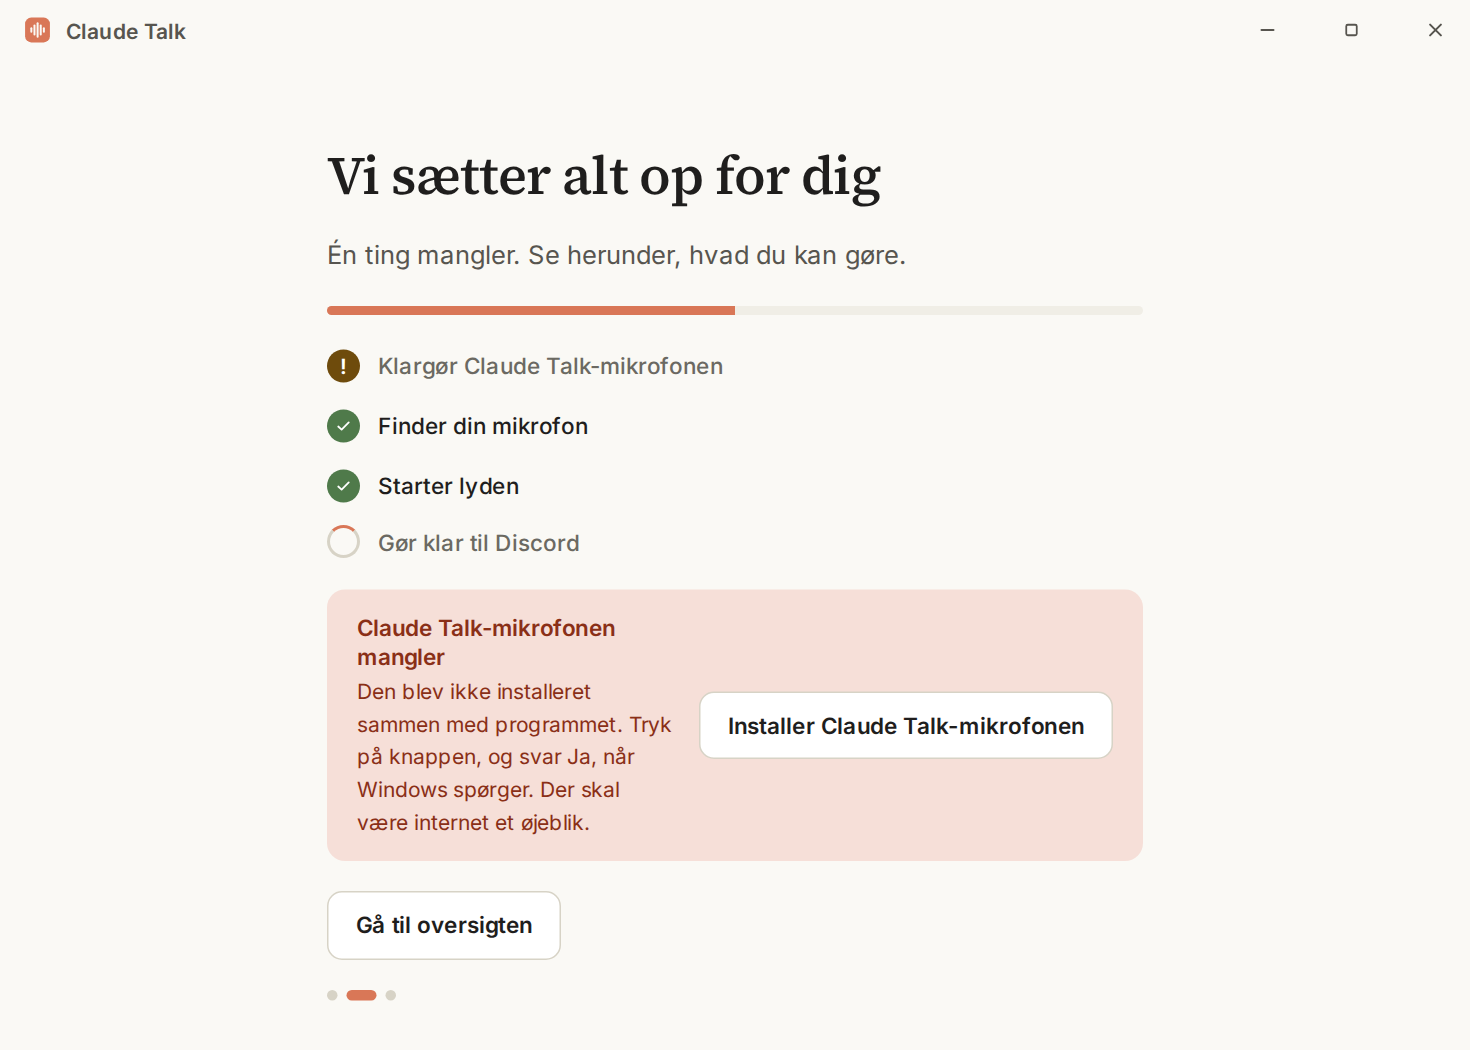 Claude Talk
Vi sætter alt op for dig
Én ting mangler. Se herunder, hvad du kan gøre.
Klargør Claude Talk-mikrofonen
Finder din mikrofon
Starter lyden
Gør klar til Discord
Claude Talk-mikrofonen
mangler
Den blev ikke installeret
sammen med programmet. Tryk
på knappen, og svar Ja, når
Windows spørger. Der skal
være internet et øjeblik.
Installer Claude Talk-mikrofonen
Gå til oversigten